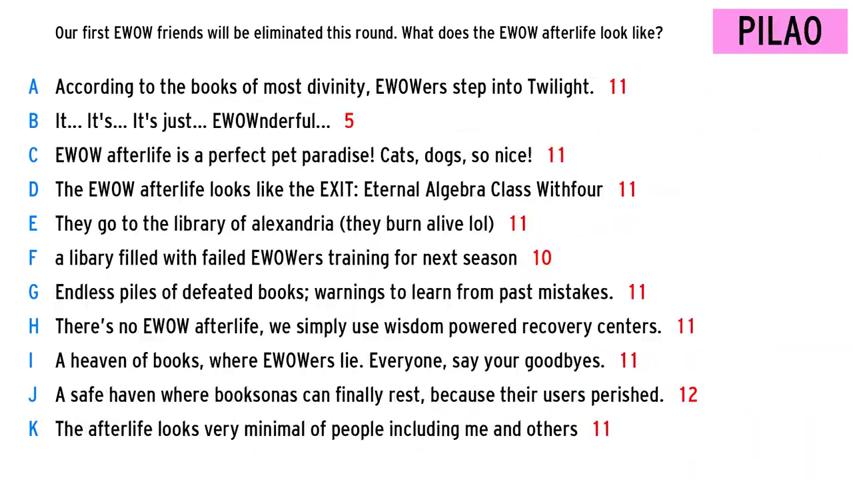 Our first EWOW friends will be eliminated this round. What does the EWOW afterlife look like?
PILAO
A According to the books of most divinity, EWOWers step into Twilight. 11
B It... It's... It's just... EWOWnderful... 5
C EWOW afterlife is a perfect pet paradise! Cats, dogs, so nice! 11
D The EWOW afterlife looks like the EXIT: Eternal Algebra Class Withfour 11
E They go to the library of alexandria (they burn alive lol) 11
F a libary filled with failed EWOWers training for next season 10
G Endless piles of defeated books; warnings to learn from past mistakes. 11
H There’s no EWOW afterlife, we simply use wisdom powered recovery centers. 11
I A heaven of books, where EWOWers lie. Everyone, say your goodbyes. 11
J A safe haven where booksonas can finally rest, because their users perished. 12
K The afterlife looks very minimal of people including me and others 11